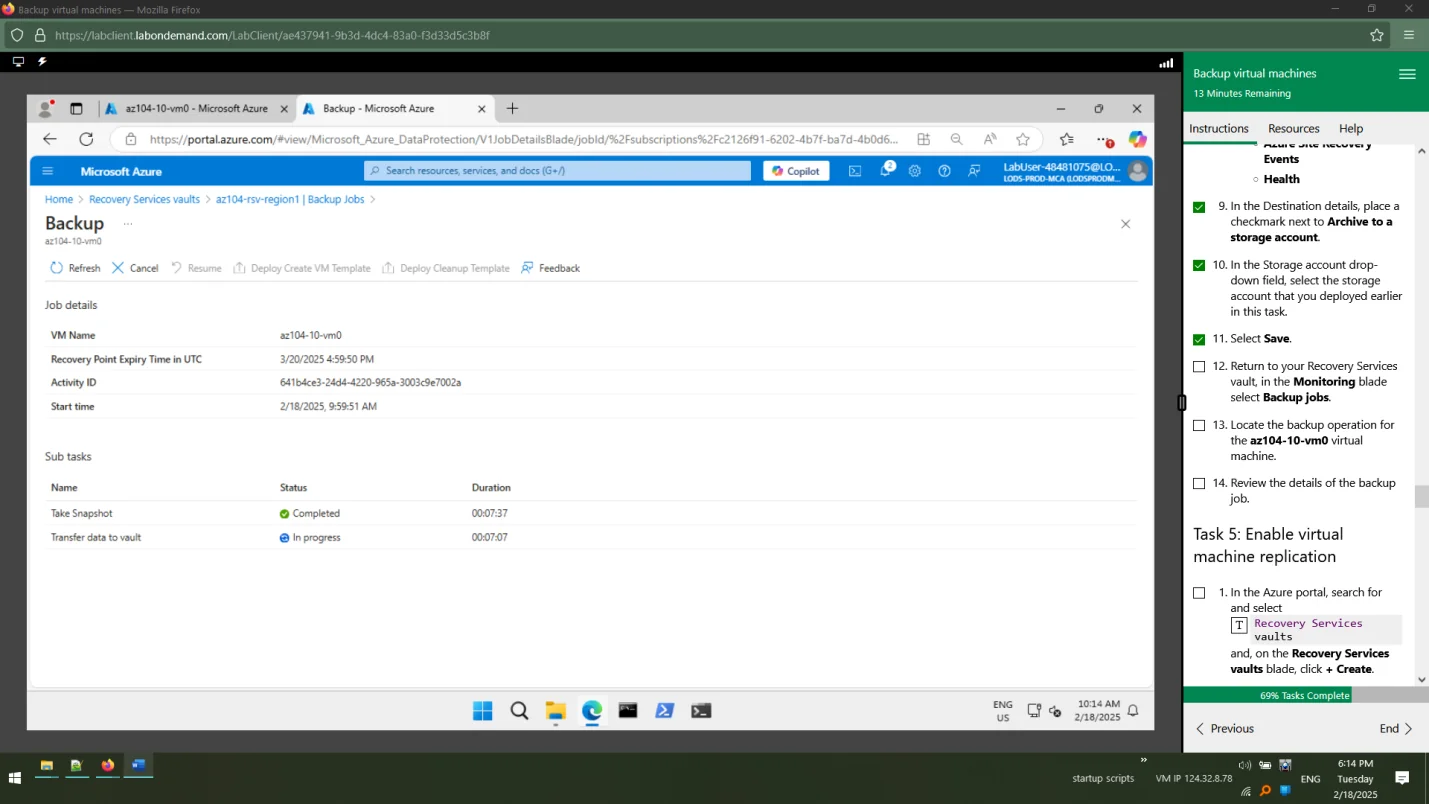 Backup virtual machines — Mozilla Firefox
https://labclient.labondemand.com/LabClient/ae437941-9b3d-4dc4-83a0-f3d33d5c3b8f
az104-10-vm0 - Microsoft Azure
Backup - Microsoft Azure
https://portal.azure.com/#view/Microsoft_Azure_DataProtection/V1JobDetailsBlade/jobId/%2Fsubscriptions%2Fc2126f91-6202-4b7f-ba7d-4b0d6...
Microsoft Azure
Search resources, services, and docs (G+/)
Copilot
2
LabUser-48481075@LO...
LODS-PROD-MCA (LODSPRODM...
Home > Recovery Services vaults > az104-rsv-region1 | Backup Jobs >
Backup ...
az104-10-vm0
Refresh Cancel Resume Deploy Create VM Template Deploy Cleanup Template Feedback
Job details
VM Name az104-10-vm0
Recovery Point Expiry Time in UTC 3/20/2025 4:59:50 PM
Activity ID 641b4ce3-24d4-4220-965a-3003c9e7002a
Start time 2/18/2025, 9:59:51 AM
Sub tasks
Name Status Duration
Take Snapshot Completed 00:07:37
Transfer data to vault In progress 00:07:07
ENG
US
10:14 AM
2/18/2025
Backup virtual machines
13 Minutes Remaining
Instructions Resources Help
Azure Site Recovery
Events
Health
9. In the Destination details, place a
checkmark next to Archive to a
storage account.
10. In the Storage account drop-
down field, select the storage
account that you deployed earlier
in this task.
11. Select Save.
12. Return to your Recovery Services
vault, in the Monitoring blade
select Backup jobs.
13. Locate the backup operation for
the az104-10-vm0 virtual
machine.
14. Review the details of the backup
job.
Task 5: Enable virtual
machine replication
1. In the Azure portal, search for
and select
T Recovery Services
vaults
and, on the Recovery Services
vaults blade, click + Create.
69% Tasks Complete
Previous
End
startup scripts
VM IP 124.32.8.78
ENG
6:14 PM
Tuesday
2/18/2025